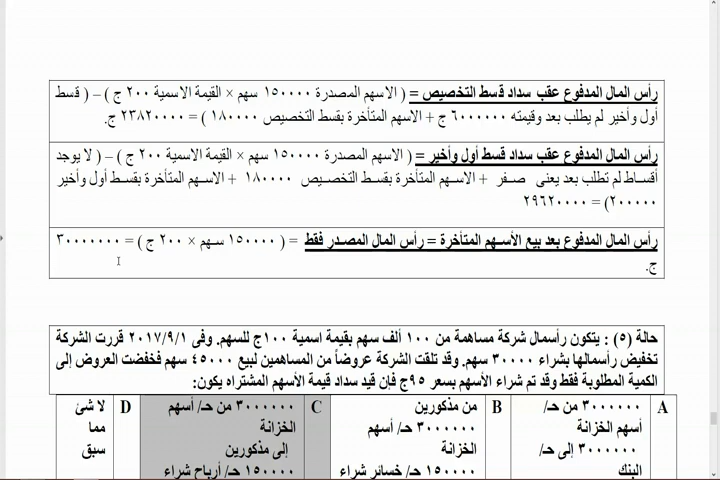 رأس المال المدفوع عقب سداد قسط التخصيص = ( الاسهم المصدرة ١٥٠٠٠٠ سهم × القيمة الاسمية ٢٠٠ ج ) – ( قسط
أول وأخير لم يطلب بعد وقيمته ٦٠٠٠٠٠٠ ج + الاسهم المتأخرة بقسط التخصيص ١٨٠٠٠٠ ) = ٢٣٨٢٠٠٠٠ ج.
رأس المال المدفوع عقب سداد قسط أول وأخير = ( الاسهم المصدرة ١٥٠٠٠٠ سهم × القيمة الاسمية ٢٠٠ ج ) – ( لا يوجد
أقساط لم تطلب بعد يعنى صفر + الاسهم المتأخرة بقسط التخصيص ١٨٠٠٠٠ + الاسهم المتأخرة بقسط أول وأخير
٢٠٠٠٠٠ ) = ٢٩٦٢٠٠٠٠
رأس المال المدفوع بعد بيع الأسهم المتأخرة = رأس المال المصدر فقط = ( ١٥٠٠٠٠ سهم × ٢٠٠ ج ) = ٣٠٠٠٠٠٠٠
ج.
حالة (٥) : يتكون رأسمال شركة مساهمة من ١٠٠ ألف سهم بقيمة اسمية ١٠٠ج للسهم. وفى ٢٠١٧/٩/١ قررت الشركة
تخفيض رأسمالها بشراء ٣٠٠٠٠ سهم. وقد تلقت الشركة عروضاً من المساهمين لبيع ٤٥٠٠٠ سهم فخفضت العروض إلى
الكمية المطلوبة فقط وقد تم شراء الأسهم بسعر ٩٥ج فإن قيد سداد قيمة الأسهم المشتراه يكون:
A
٣٠٠٠٠٠٠ من حـ/
أسهم الخزانة
٣٠٠٠٠٠٠ إلى حـ/
البنك
B
من مذكورين
٣٠٠٠٠٠٠ حـ/ أسهم
الخزانة
١٥٠٠٠٠ حـ/ خسائر شراء
C
٣٠٠٠٠٠٠ من حـ/ أسهم
الخزانة
إلى مذكورين
١٥٠٠٠٠ حـ/ أرباح شراء
D
لا شئ
مما
سبق